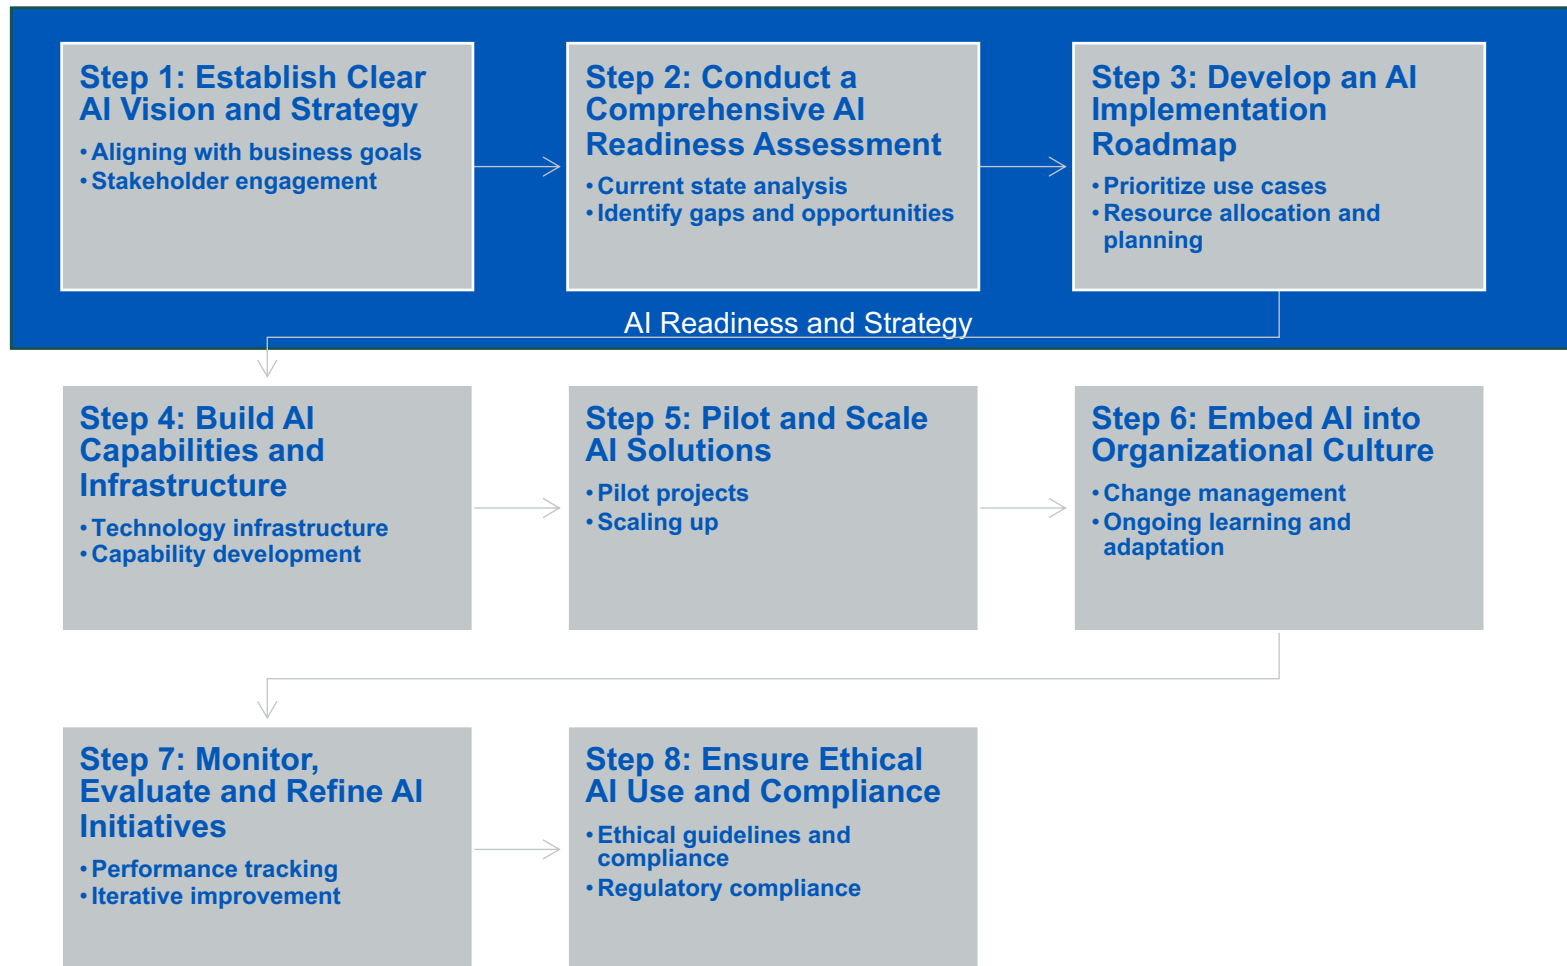 Step 1: Establish Clear
AI Vision and Strategy
• Aligning with business goals
• Stakeholder engagement
Step 2: Conduct a
Comprehensive AI
Readiness Assessment
• Current state analysis
• Identify gaps and opportunities
Step 3: Develop an AI
Implementation
Roadmap
• Prioritize use cases
• Resource allocation and
planning
AI Readiness and Strategy
Step 4: Build AI
Capabilities and
Infrastructure
• Technology infrastructure
• Capability development
Step 5: Pilot and Scale
AI Solutions
• Pilot projects
• Scaling up
Step 6: Embed AI into
Organizational Culture
• Change management
• Ongoing learning and
adaptation
Step 7: Monitor,
Evaluate and Refine AI
Initiatives
• Performance tracking
• Iterative improvement
Step 8: Ensure Ethical
AI Use and Compliance
• Ethical guidelines and
compliance
• Regulatory compliance